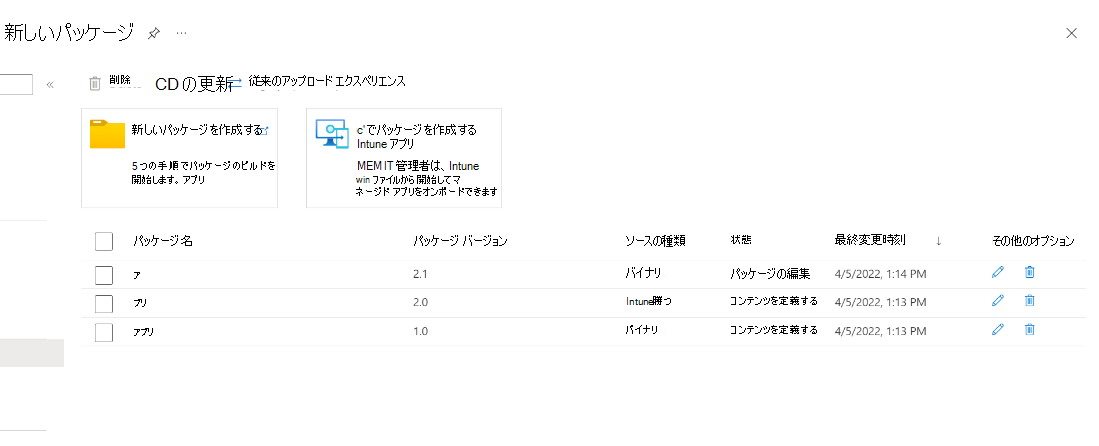 新しいパッケージ
削除 CDの更新 従来のアップロード エクスペリエンス
新しいパッケージを作成する
5つの手順でパッケージのビルドを
開始します。アプリ
c'でパッケージを作成する
Intune アプリ
MEM IT 管理者は、Intune
win ファイルから開始してマ
ネージド アプリをオンボードできます
パッケージ名 パッケージ バージョン ソースの種類 状態 最終変更時刻 ↓ その他のオプション
ア 2.1 バイナリ パッケージの編集 4/5/2022, 1:14 PM
プリ 2.0 Intune勝つ コンテンツを定義する 4/5/2022, 1:13 PM
アプリ 1.0 バイナリ コンテンツを定義する 4/5/2022, 1:13 PM